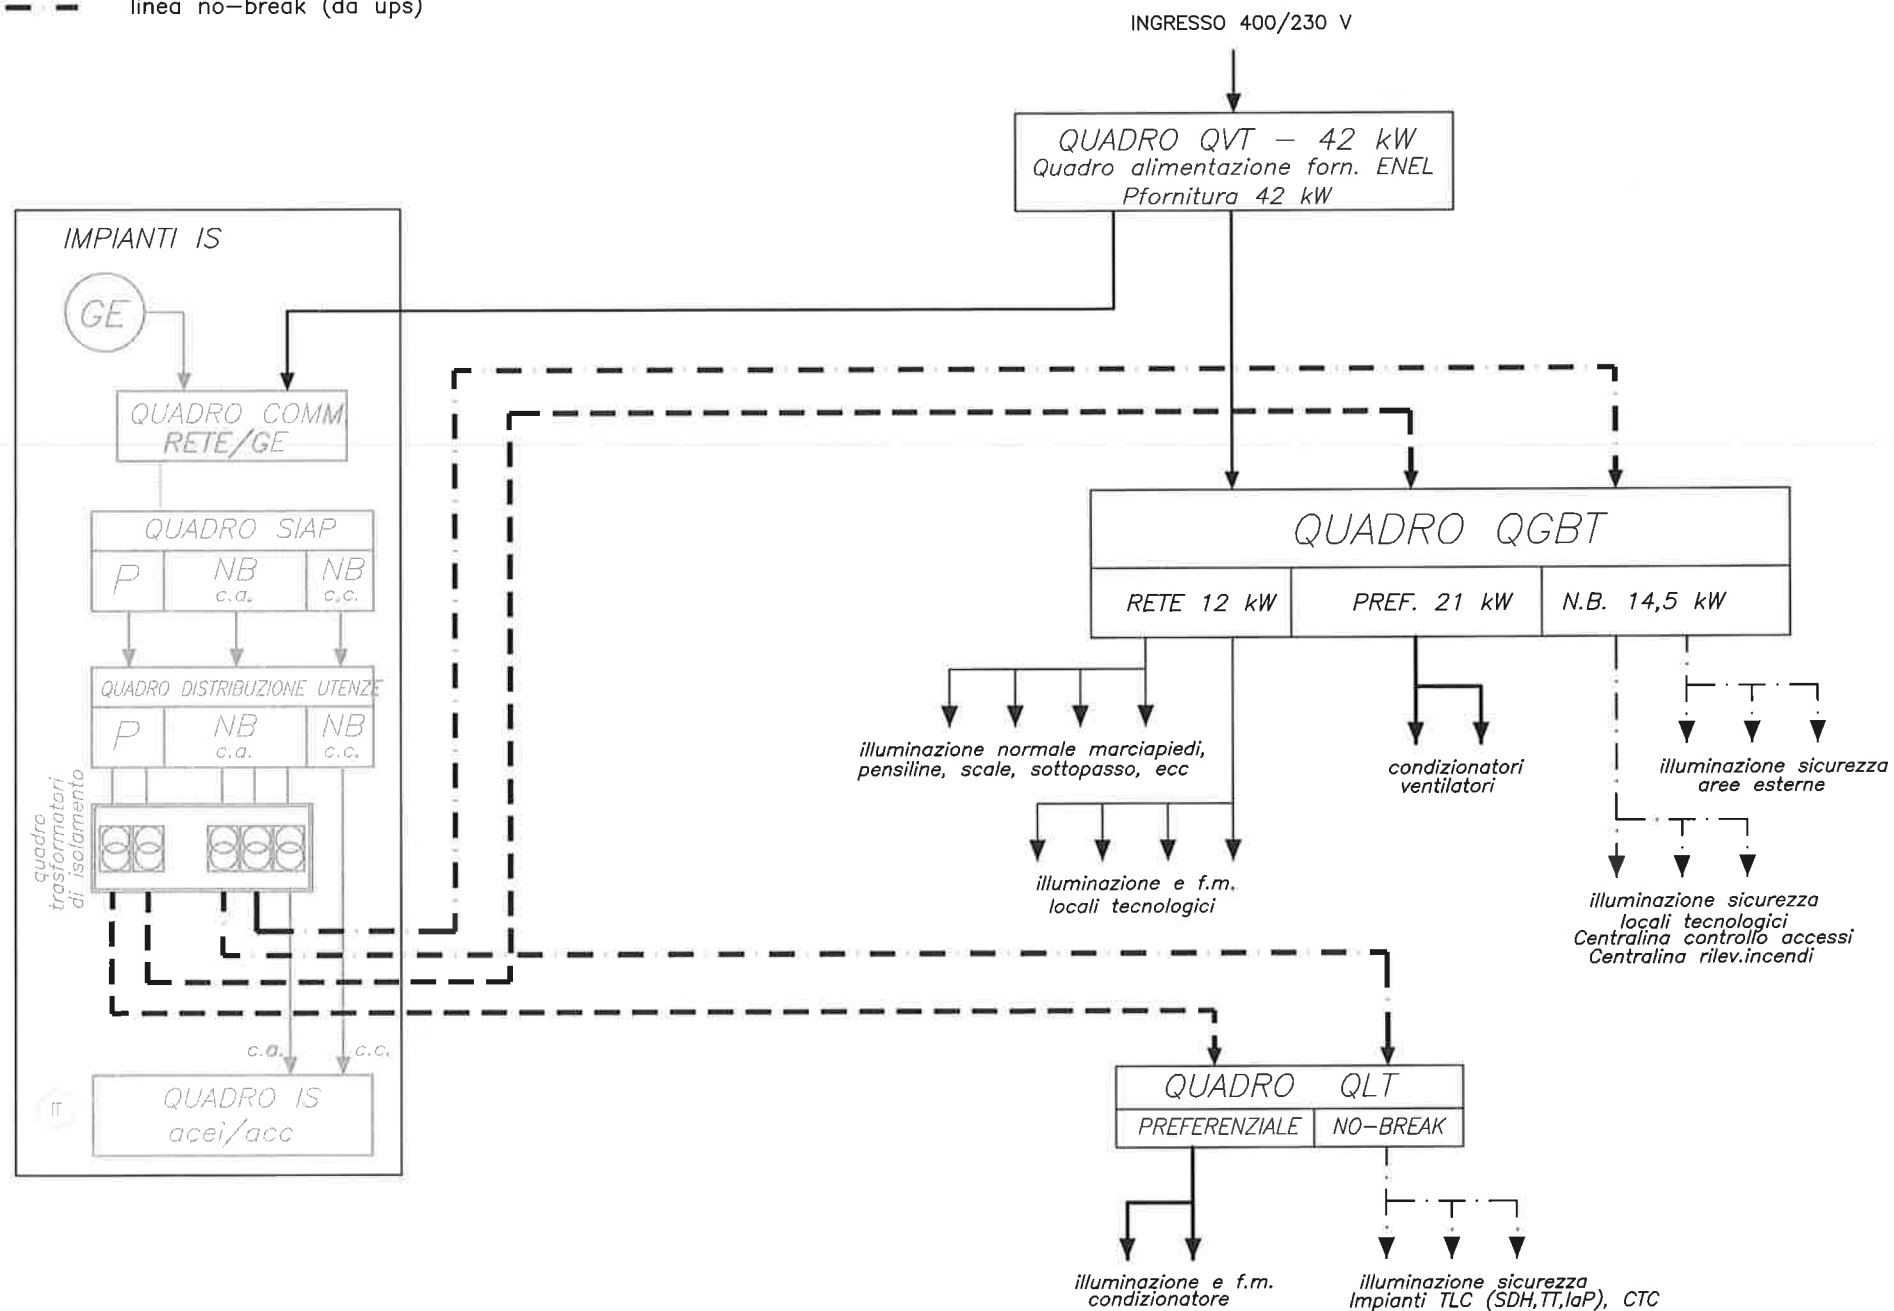 linea no-break (da ups)
INGRESSO 400/230 V
QUADRO QVT - 42 kW
Quadro alimentazione forn. ENEL
Pfornitura 42 kW
IMPIANTI IS
GE
QUADRO COMM.
RETE/GE
QUADRO SIAP
P
NB
c.a.
NB
c.c.
QUADRO DISTRIBUZIONE UTENZE
P
NB
c.a.
NB
c.c.
quadro
trasformatori
di isolamento
c.a.
c.c.
IT
QUADRO IS
acei/acc
QUADRO QGBT
RETE 12 kW
PREF. 21 kW
N.B. 14,5 kW
illuminazione normale marciapiedi,
pensiline, scale, sottopasso, ecc
condizionatori
ventilatori
illuminazione sicurezza
aree esterne
illuminazione e f.m.
locali tecnologici
illuminazione sicurezza
locali tecnologici
Centralina controllo accessi
Centralina rilev.incendi
QUADRO QLT
PREFERENZIALE
NO-BREAK
illuminazione e f.m.
condizionatore
illuminazione sicurezza
Impianti TLC (SDH,TT,IaP), CTC